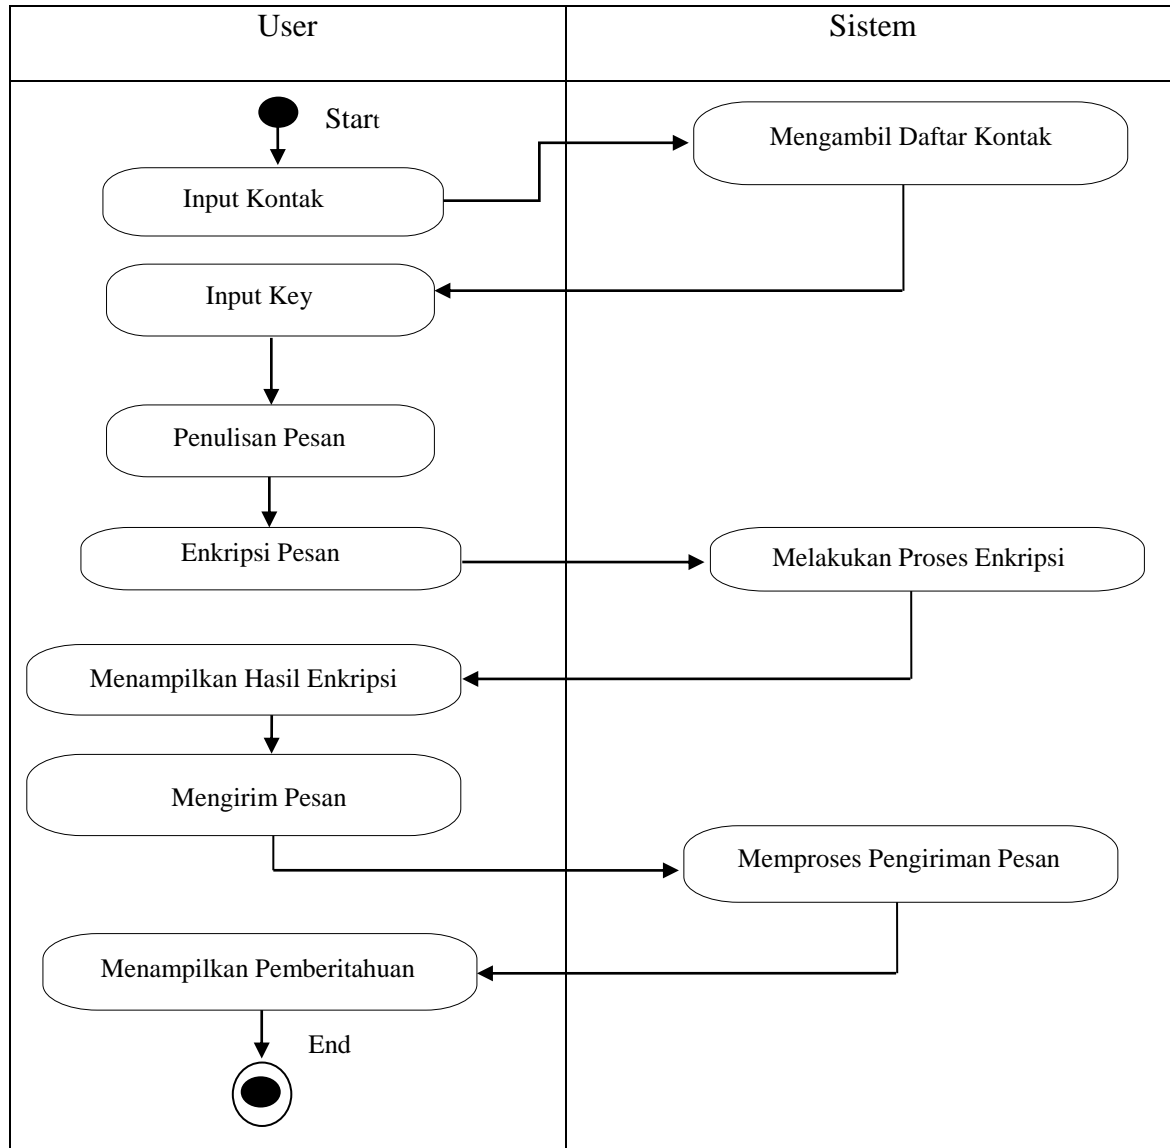 User
Sistem
Start
Mengambil Daftar Kontak
Input Kontak
Input Key
Penulisan Pesan
Enkripsi Pesan
Melakukan Proses Enkripsi
Menampilkan Hasil Enkripsi
Mengirim Pesan
Memproses Pengiriman Pesan
Menampilkan Pemberitahuan
End